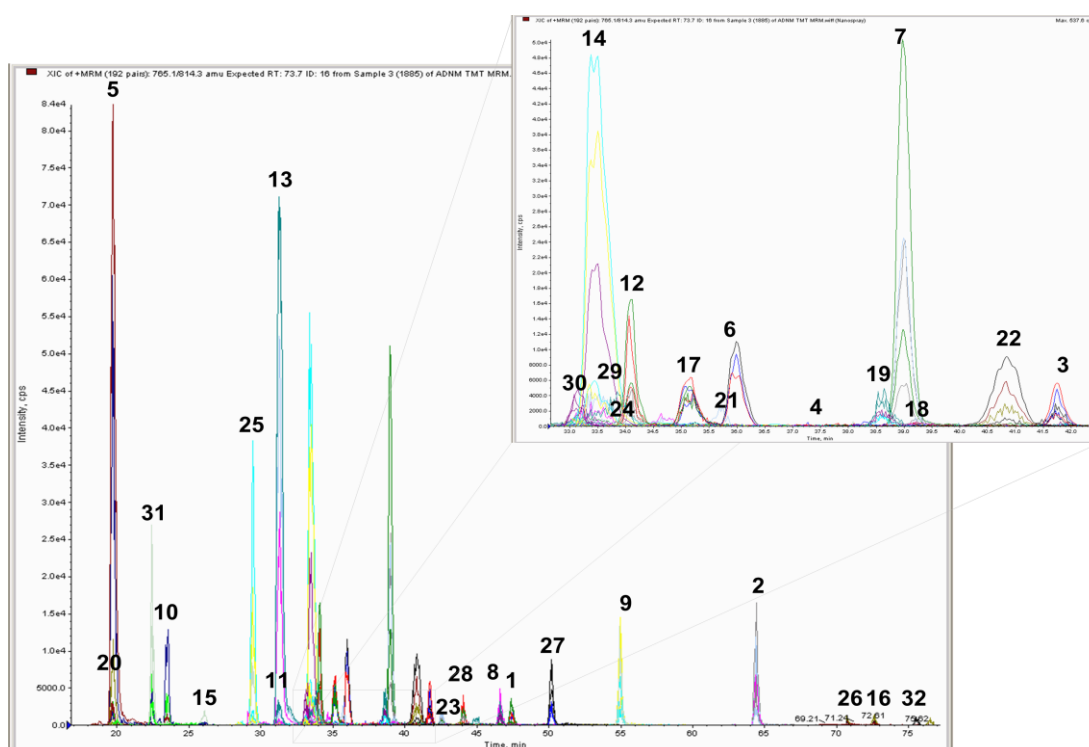 XIC of +MRM (192 pairs): 765.1/814.3 amu Expected RT: 73.7 ID: 16 from Sample 3 (1885) of ADNM TMT MRM.wiff (Nanospray)
5.0e4
4.8e4
4.6e4
4.4e4
4.2e4
4.0e4
3.8e4
3.6e4
3.4e4
3.2e4
3.0e4
2.8e4
2.6e4
2.4e4
2.2e4
2.0e4
1.8e4
1.6e4
1.4e4
1.2e4
1.0e4
8000.0
6000.0
4000.0
2000.0
0.0
Intensity, cps
14
7
12
6
22
17
29
30
24
21
4
19
18
3
33.0 33.5 34.0 34.5 35.0 35.5 36.0 36.5 37.0 37.5 38.0 38.5 39.0 39.5 40.0 40.5 41.0 41.5 42.0
Time, min
XIC of +MRM (192 pairs): 765.1/814.3 amu Expected RT: 73.7 ID: 16 from Sample 3 (1885) of ADNM TMT MRM.
8.4e4
8.0e4
7.5e4
7.0e4
6.5e4
6.0e4
5.5e4
5.0e4
4.5e4
4.0e4
3.5e4
3.0e4
2.5e4
2.0e4
1.5e4
1.0e4
5000.0
0.0
Intensity, cps
5
13
25
31
10
20
15
11
28
23
8
1
27
9
2
26
16
32
69.21
71.24
72.61
20 25 30 35 40 45 50 55 60 65 70 75
Time, min